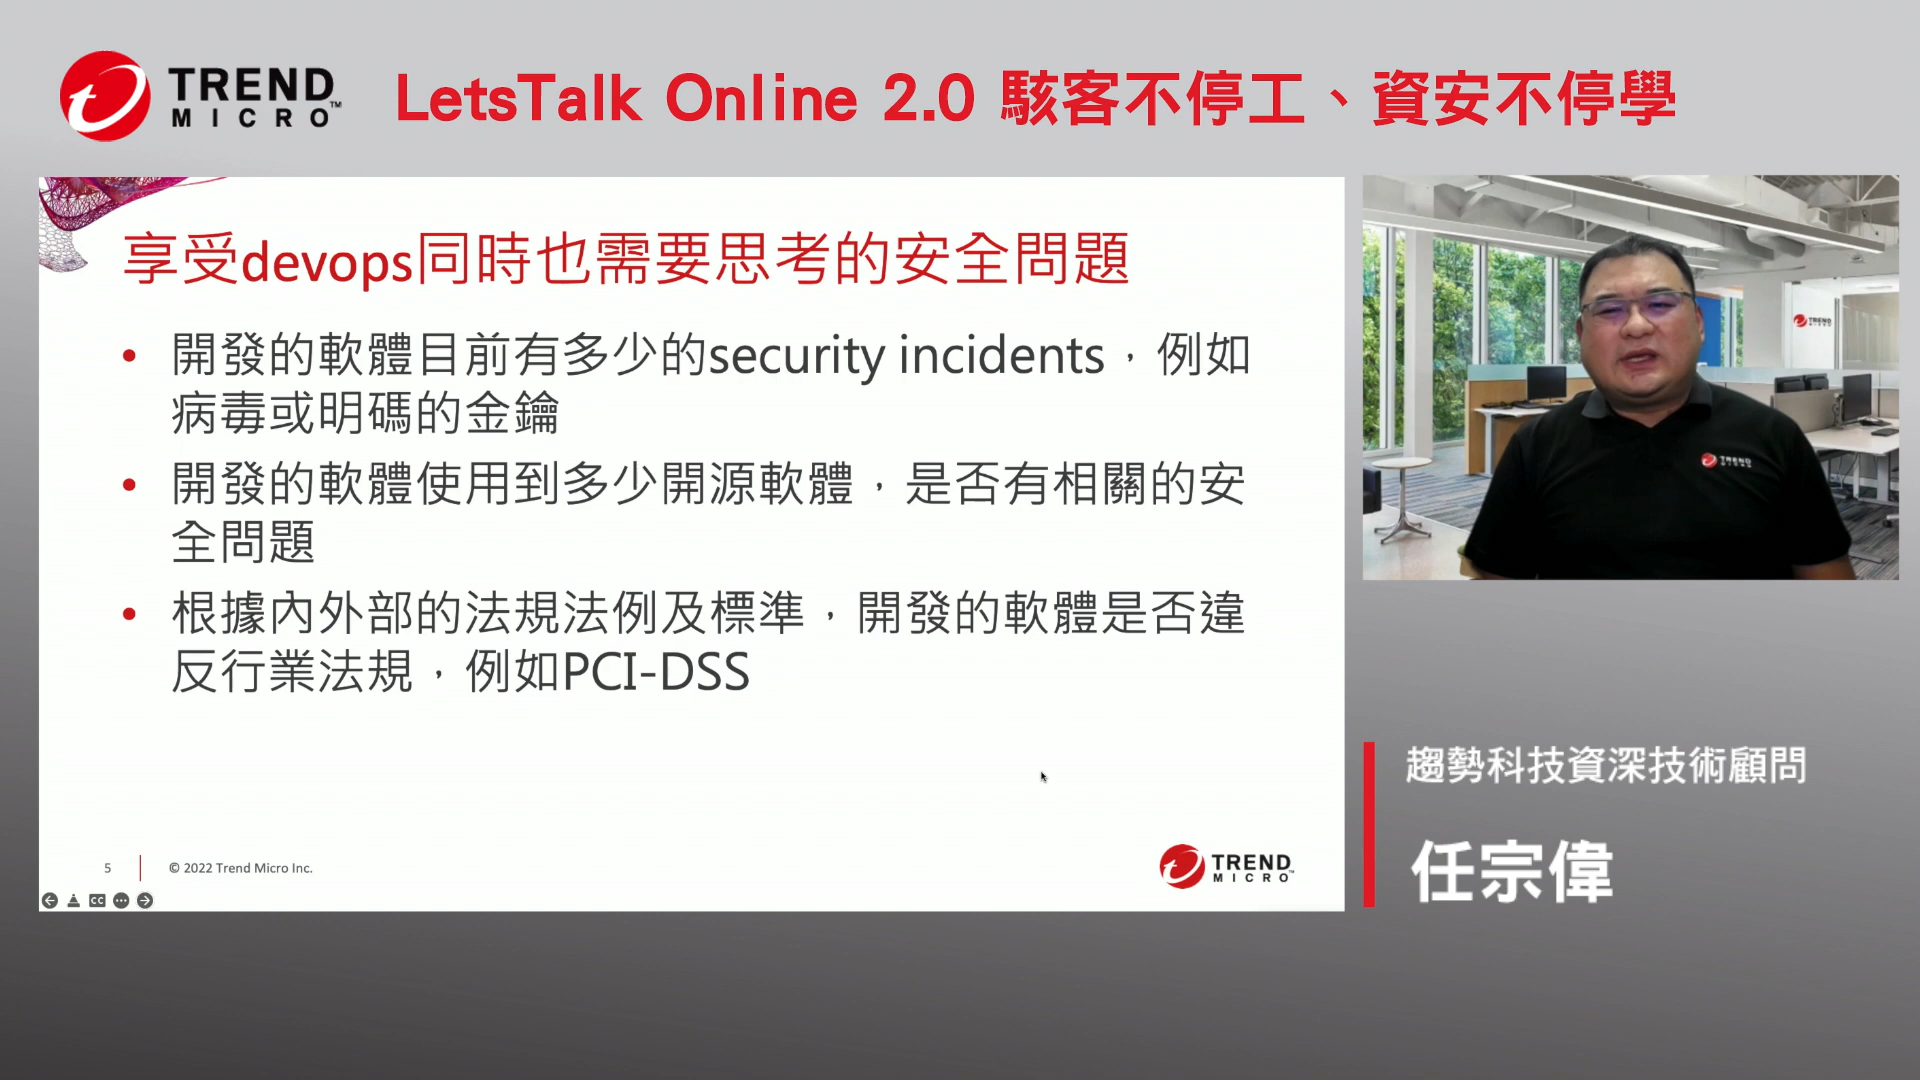 TREND
MICRO™
LetsTalk Online 2.0 駭客不停工、資安不停學
享受devops同時也需要思考的安全問題
• 開發的軟體目前有多少的security incidents，例如
病毒或明碼的金鑰
• 開發的軟體使用到多少開源軟體，是否有相關的安
全問題
• 根據內外部的法規法例及標準，開發的軟體是否違
反行業法規，例如PCI-DSS
5
© 2022 Trend Micro Inc.
TREND
MICRO™
CC
TREND
MICRO
TREND
MICRO
趨勢科技資深技術顧問
任宗偉